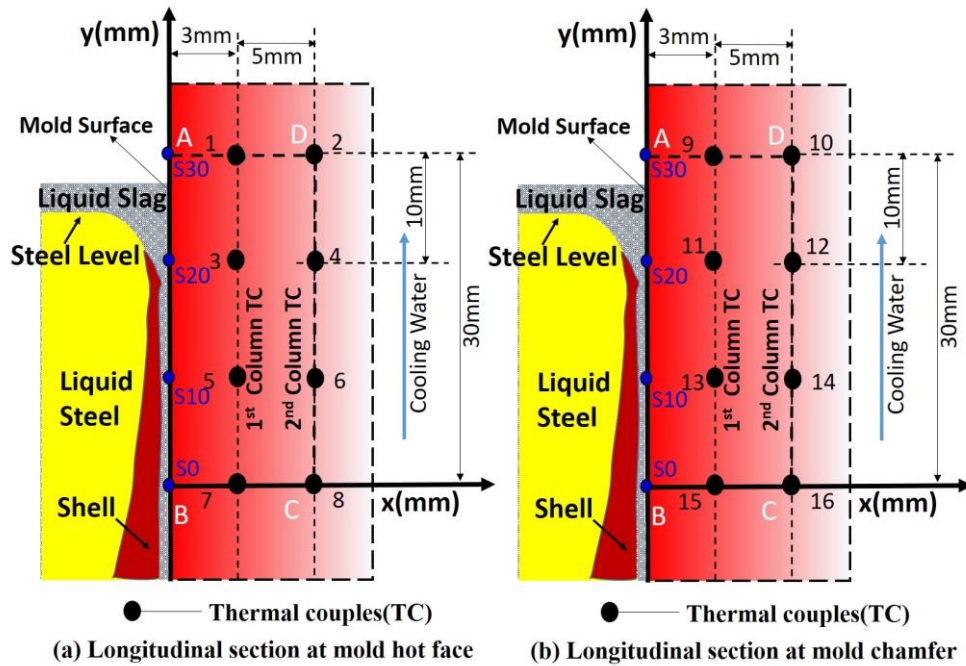 y(mm)
3mm
5mm
Mold Surface
A
1
D
2
S30
Liquid Slag
Steel Level
10mm
3
4
S20
1st Column TC
2nd Column TC
Cooling Water
30mm
Liquid
Steel
5
6
S10
S0
Shell
B
7
C
8
x(mm)
Thermal couples(TC)
(a) Longitudinal section at mold hot face
y(mm)
3mm
5mm
Mold Surface
A
9
D
10
S30
Liquid Slag
Steel Level
10mm
11
12
S20
1st Column TC
2nd Column TC
Cooling Water
30mm
Liquid
Steel
13
14
S10
S0
Shell
B
15
C
16
x(mm)
Thermal couples(TC)
(b) Longitudinal section at mold chamfer